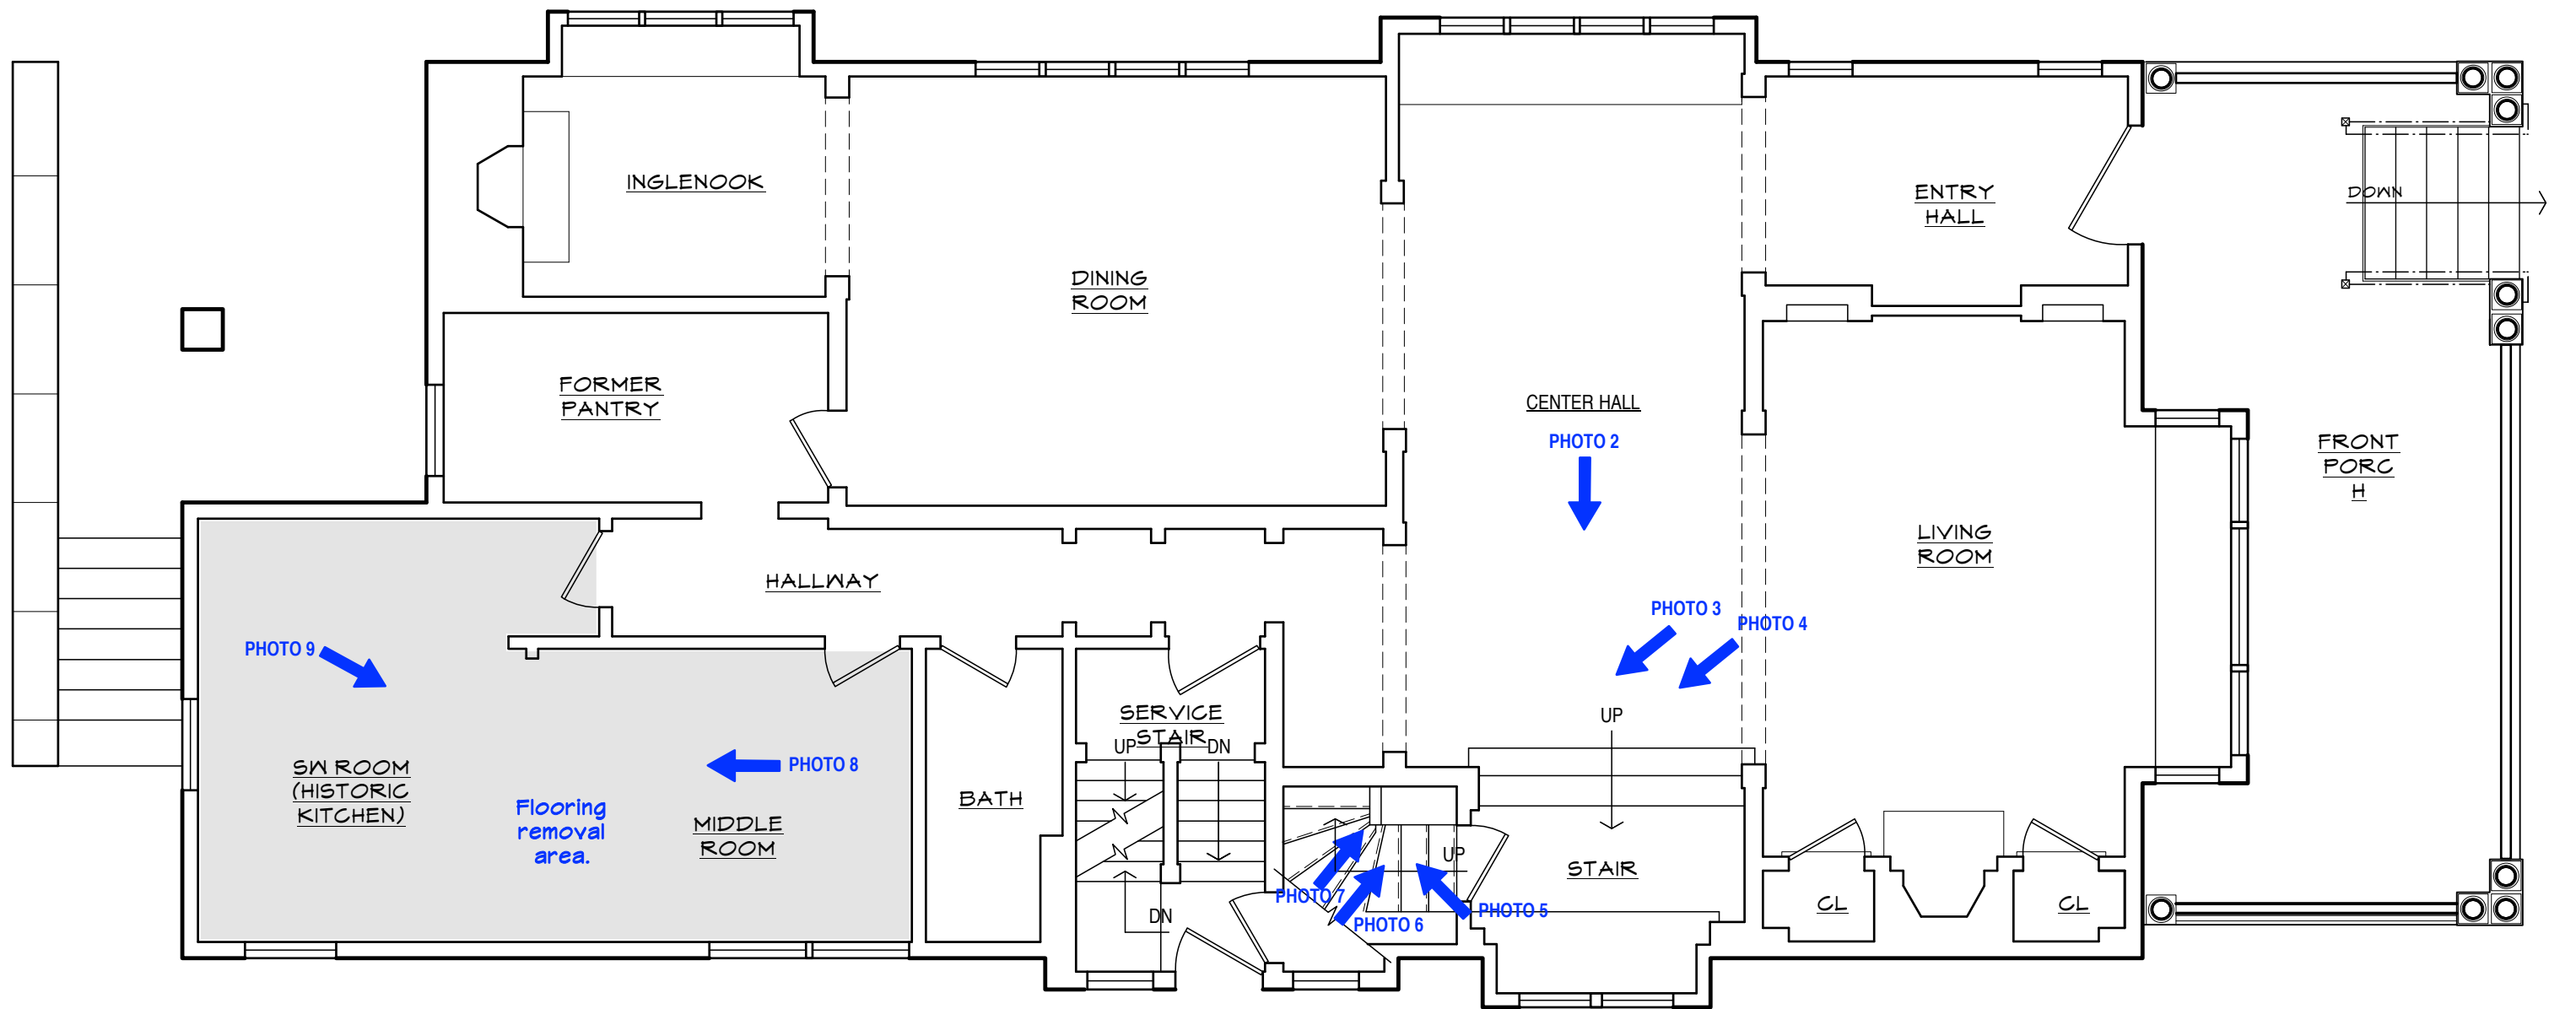 INGLENOOK
ENTRY
HALL
DOWN
DINING
ROOM
FORMER
PANTRY
CENTER HALL
PHOTO 2
FRONT
PORC
H
LIVING
ROOM
HALLWAY
PHOTO 3
PHOTO 4
PHOTO 9
SERVICE
STAIR
UP
DN
UP
SW ROOM
(HISTORIC
KITCHEN)
PHOTO 8
Flooring
removal
area.
MIDDLE
ROOM
BATH
UP
STAIR
PHOTO 7
PHOTO 6
PHOTO 5
DN
CL
CL